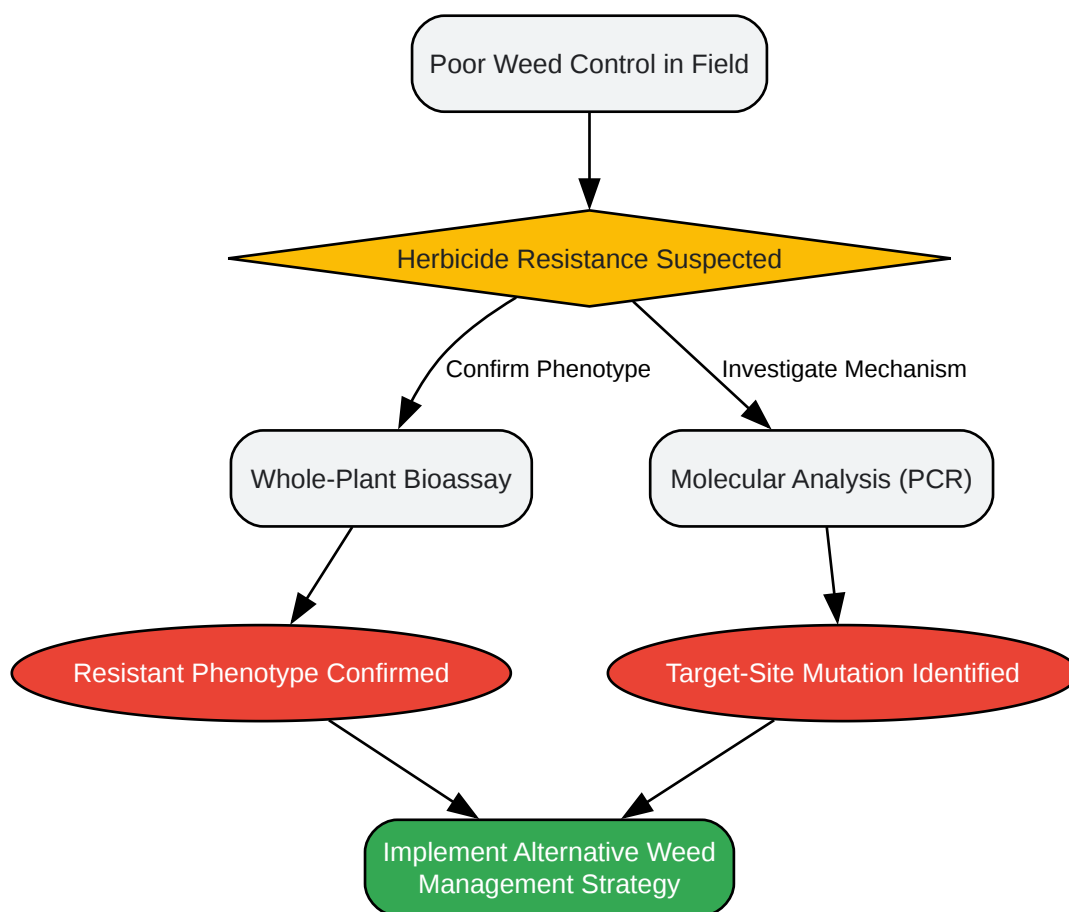 Poor Weed Control in Field
Herbicide Resistance Suspected
Confirm Phenotype
Investigate Mechanism
Whole-Plant Bioassay
Molecular Analysis (PCR)
Resistant Phenotype Confirmed
Target-Site Mutation Identified
Implement Alternative Weed
Management Strategy